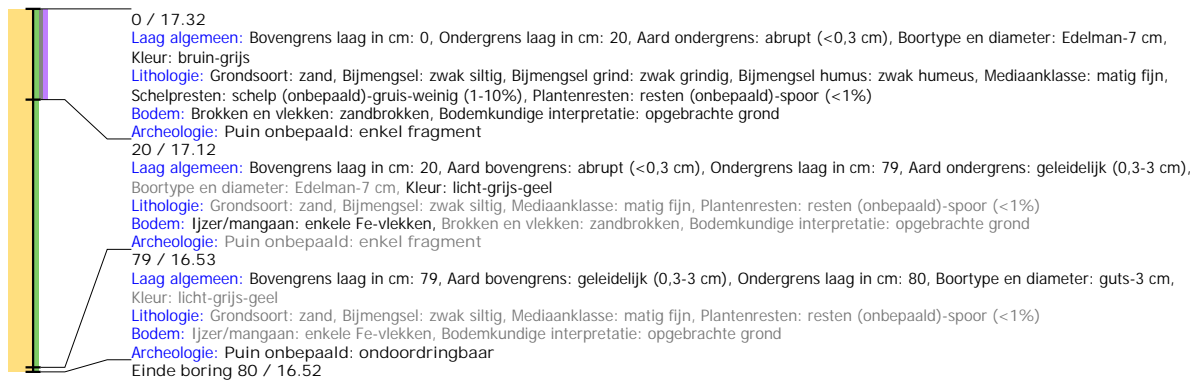 0 / 17.32
Laag algemeen: Bovengrens laag in cm: 0, Ondergrens laag in cm: 20, Aard ondergrens: abrupt (<0,3 cm), Boortype en diameter: Edelman-7 cm,
Kleur: bruin-grijs
Lithologie: Grondsoort: zand, Bijmengsel: zwak siltig, Bijmengsel grind: zwak grindig, Bijmengsel humus: zwak humeus, Mediaanklasse: matig fijn,
Schelpresten: schelp (onbepaald)-gruis-weinig (1-10%), Plantenresten: resten (onbepaald)-spoor (<1%)
Bodem: Brokken en vlekken: zandbrokken, Bodemkundige interpretatie: opgebrachte grond
Archeologie: Puin onbepaald: enkel fragment
20 / 17.12
Laag algemeen: Bovengrens laag in cm: 20, Aard bovengrens: abrupt (<0,3 cm), Ondergrens laag in cm: 79, Aard ondergrens: geleidelijk (0,3-3 cm),
Boortype en diameter: Edelman-7 cm, Kleur: licht-grijs-geel
Lithologie: Grondsoort: zand, Bijmengsel: zwak siltig, Mediaanklasse: matig fijn, Plantenresten: resten (onbepaald)-spoor (<1%)
Bodem: Ijzer/mangaan: enkele Fe-vlekken, Brokken en vlekken: zandbrokken, Bodemkundige interpretatie: opgebrachte grond
Archeologie: Puin onbepaald: enkel fragment
79 / 16.53
Laag algemeen: Bovengrens laag in cm: 79, Aard bovengrens: geleidelijk (0,3-3 cm), Ondergrens laag in cm: 80, Boortype en diameter: guts-3 cm,
Kleur: licht-grijs-geel
Lithologie: Grondsoort: zand, Bijmengsel: zwak siltig, Mediaanklasse: matig fijn, Plantenresten: resten (onbepaald)-spoor (<1%)
Bodem: Ijzer/mangaan: enkele Fe-vlekken, Bodemkundige interpretatie: opgebrachte grond
Archeologie: Puin onbepaald: ondoordringbaar
Einde boring 80 / 16.52